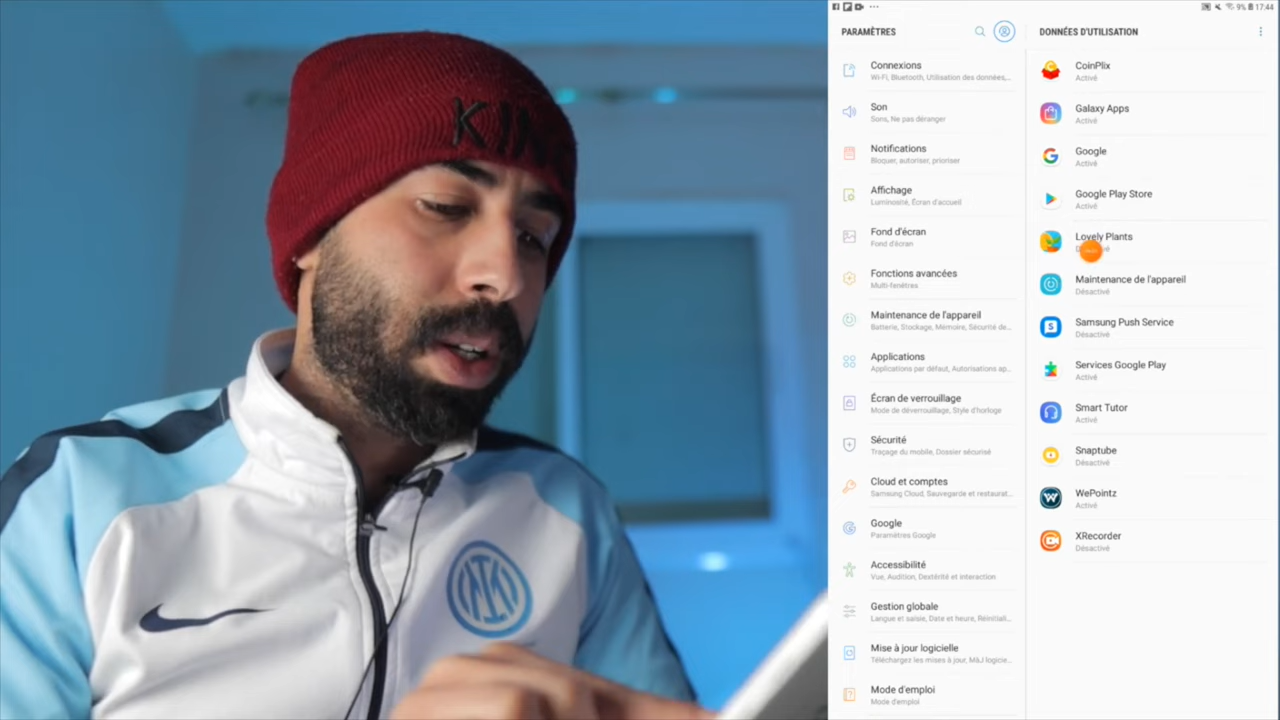 9% 17:44
PARAMÈTRES
Connexions
Wi-Fi, Bluetooth, Utilisation des données,...
Son
Sons, Ne pas déranger
Notifications
Bloquer, autoriser, prioriser
Affichage
Luminosité, Écran d'accueil
Fond d'écran
Fond d'écran
Fonctions avancées
Multi-fenêtres
Maintenance de l'appareil
Batterie, Stockage, Mémoire, Sécurité de...
Applications
Applications par défaut, Autorisations ap...
Écran de verrouillage
Mode de déverrouillage, Style d'horloge
Sécurité
Traçage du mobile, Dossier sécurisé
Cloud et comptes
Samsung Cloud, Sauvegarde et restaurat...
Google
Paramètres Google
Accessibilité
Vue, Audition, Dextérité et interaction
Gestion globale
Langue et saisie, Date et heure, Réinitiali...
Mise à jour logicielle
Téléchargez les mises à jour, MàJ logicie...
Mode d'emploi
Mode d'emploi
DONNÉES D'UTILISATION
CoinPlix
Activé
Galaxy Apps
Activé
Google
Activé
Google Play Store
Activé
Lovely Plants
Maintenance de l'appareil
Désactivé
Samsung Push Service
Désactivé
Services Google Play
Activé
Smart Tutor
Activé
Snaptube
Désactivé
WePointz
Activé
XRecorder
Désactivé